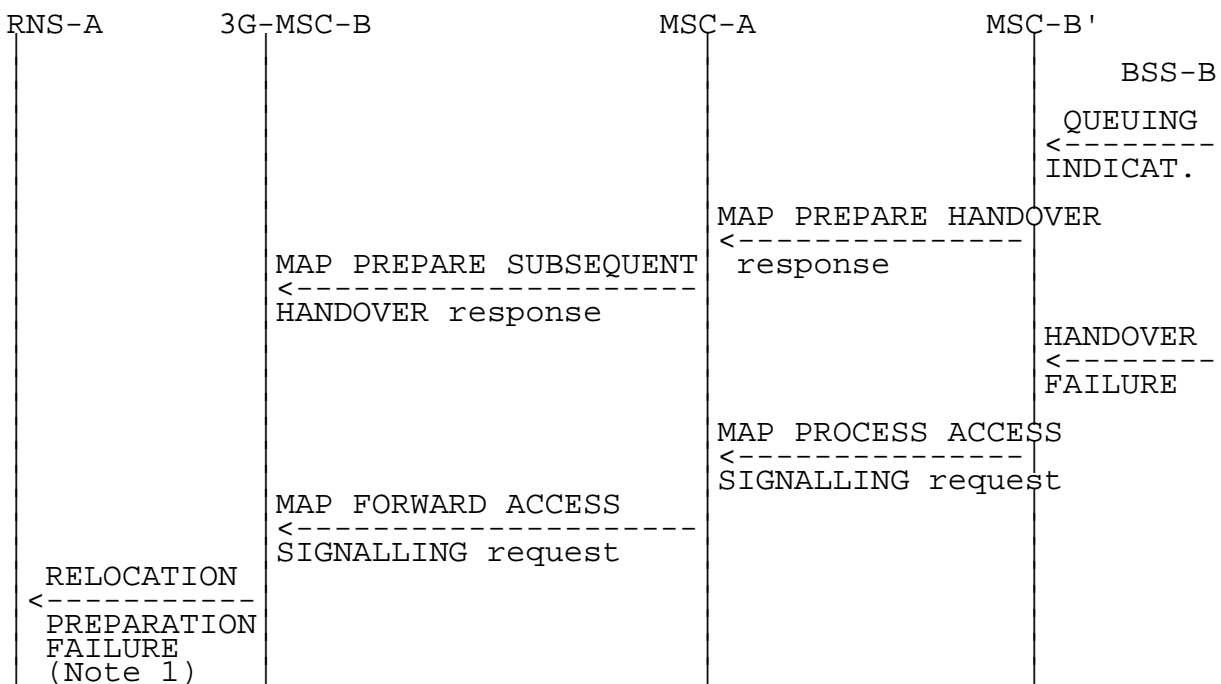 RNS-A 3G-MSC-B MSC-A MSC-B'
BSS-B
QUEUING
<--------
INDICAT.
MAP PREPARE HANDOVER
<---------------
MAP PREPARE SUBSEQUENT response
<---------------------
HANDOVER response
HANDOVER
<--------
FAILURE
MAP PROCESS ACCESS
<---------------
SIGNALLING request
MAP FORWARD ACCESS
<---------------------
SIGNALLING request
RELOCATION
<-----------
PREPARATION
FAILURE
(Note 1)